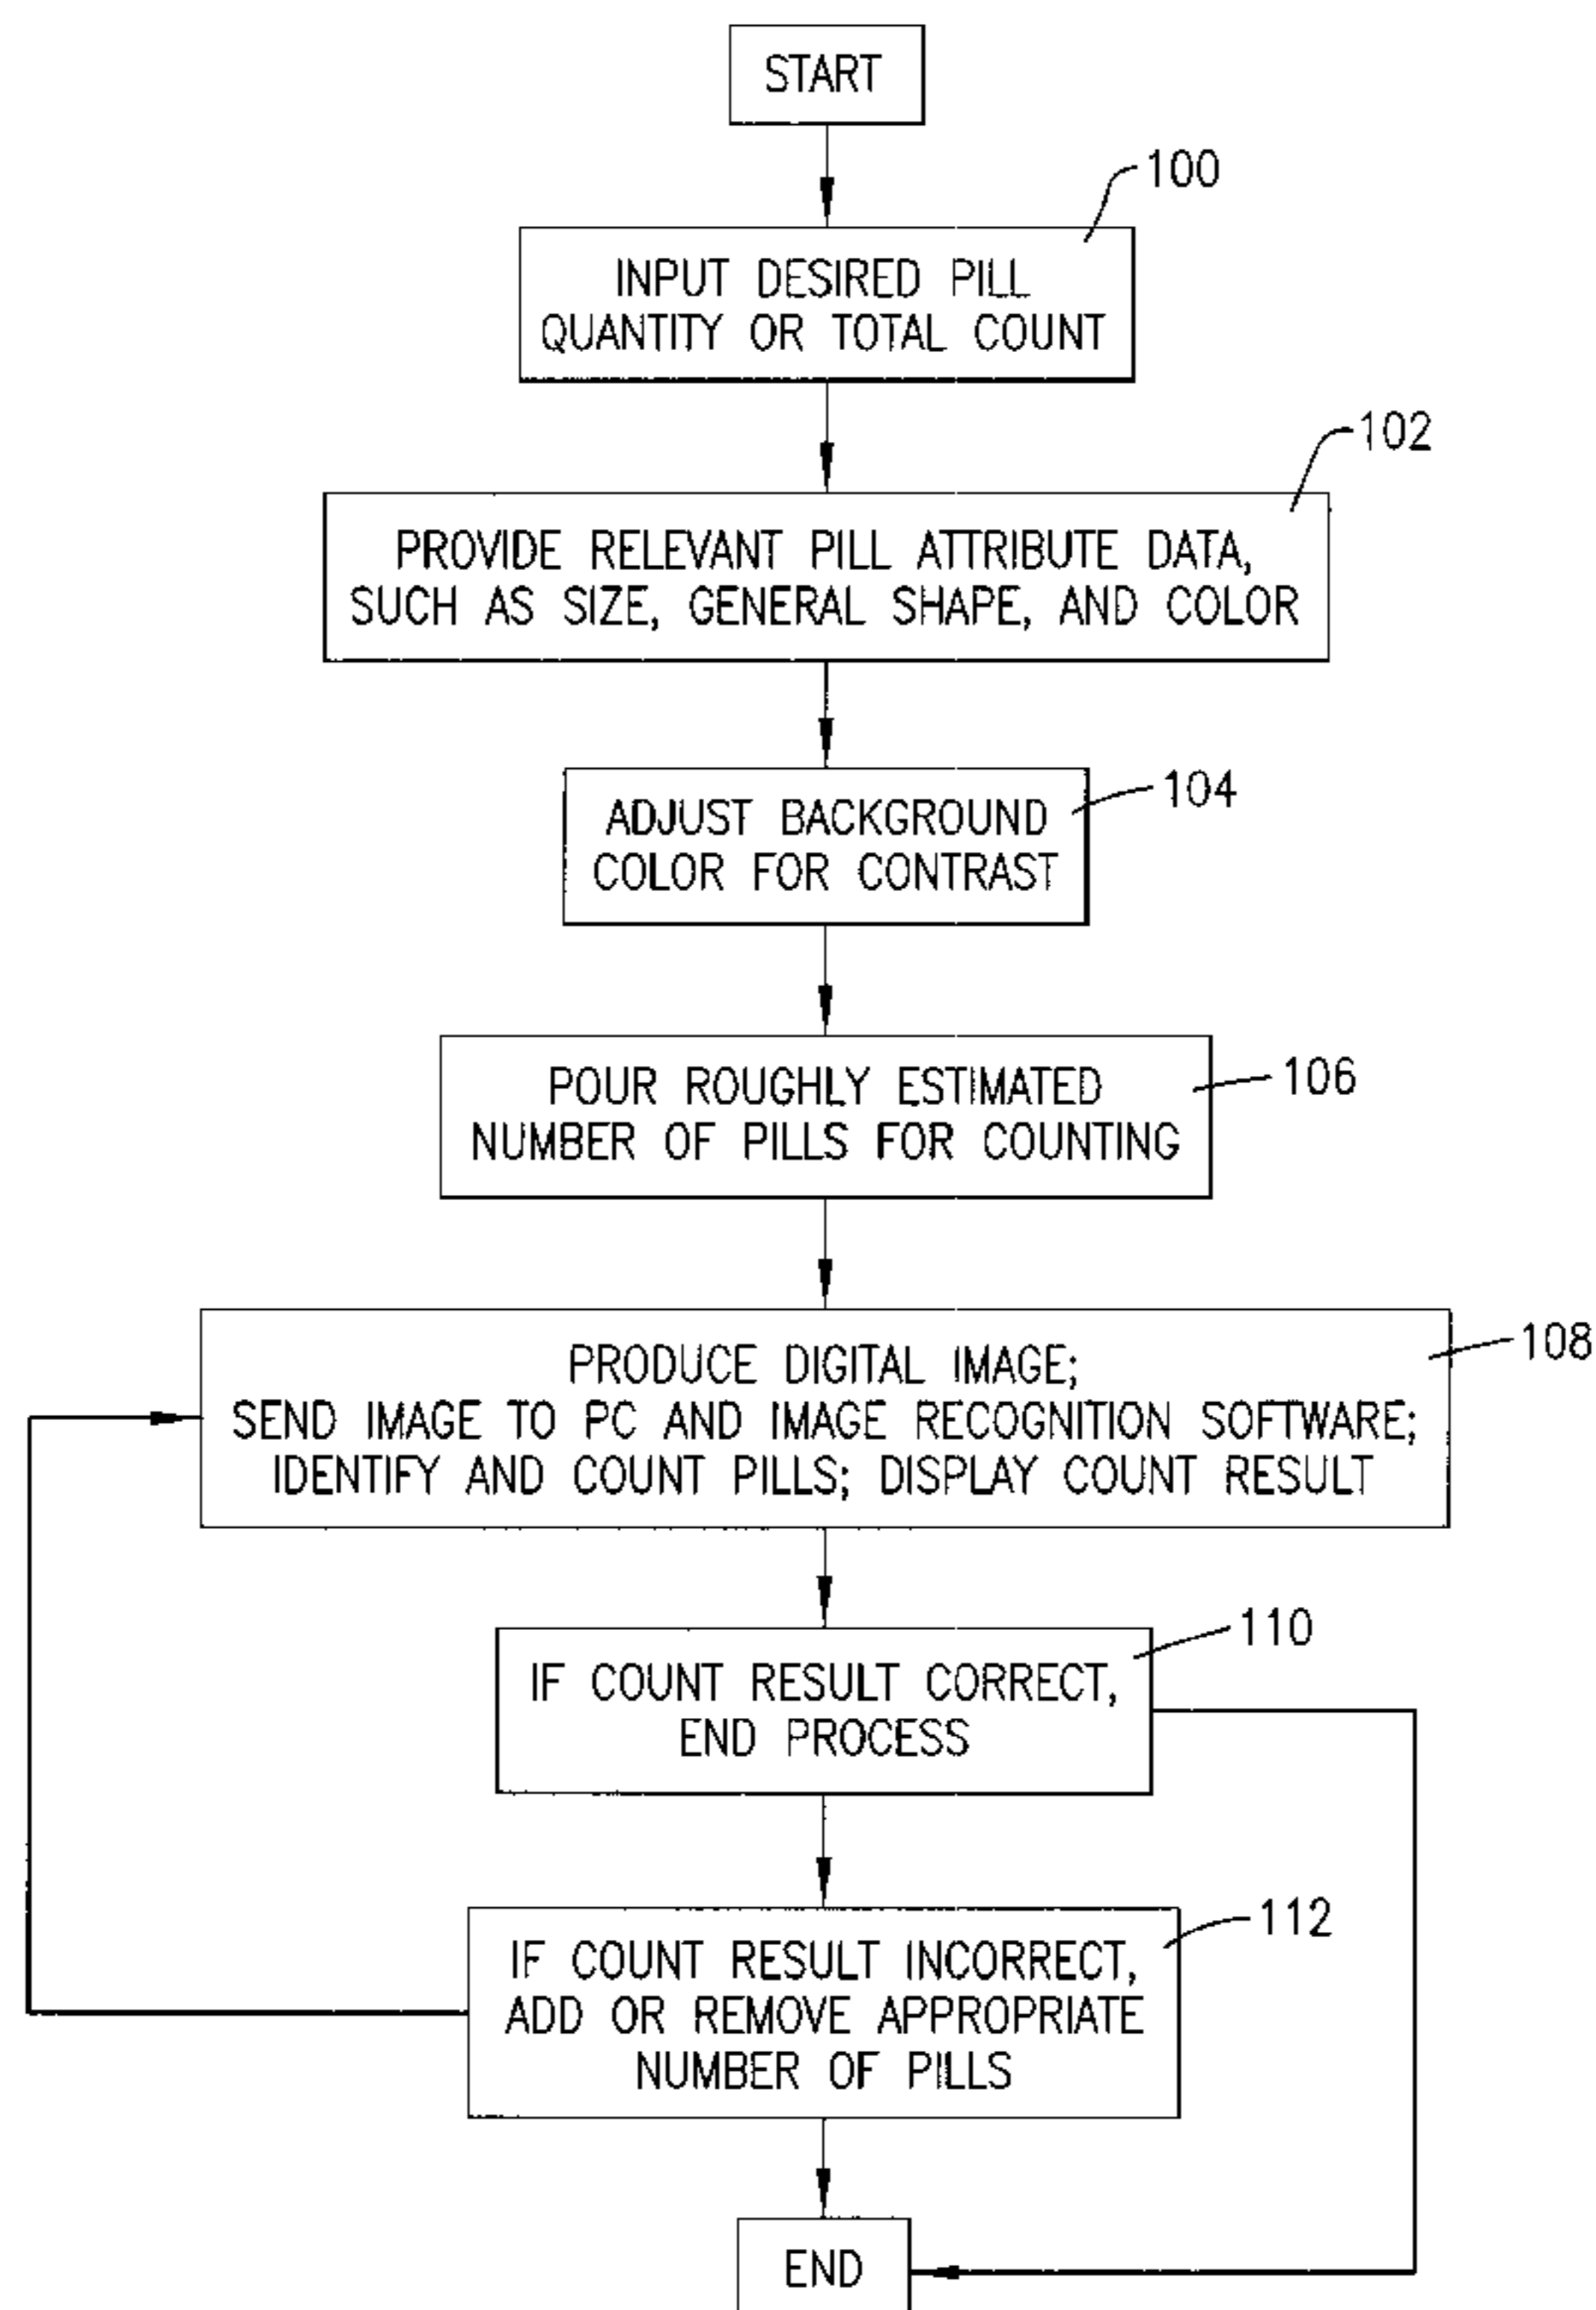 START
100
INPUT DESIRED PILL
QUANTITY OR TOTAL COUNT
102
PROVIDE RELEVANT PILL ATTRIBUTE DATA,
SUCH AS SIZE, GENERAL SHAPE, AND COLOR
104
ADJUST BACKGROUND
COLOR FOR CONTRAST
106
POUR ROUGHLY ESTIMATED
NUMBER OF PILLS FOR COUNTING
108
PRODUCE DIGITAL IMAGE;
SEND IMAGE TO PC AND IMAGE RECOGNITION SOFTWARE;
IDENTIFY AND COUNT PILLS; DISPLAY COUNT RESULT
110
IF COUNT RESULT CORRECT,
END PROCESS
112
IF COUNT RESULT INCORRECT,
ADD OR REMOVE APPROPRIATE
NUMBER OF PILLS
END